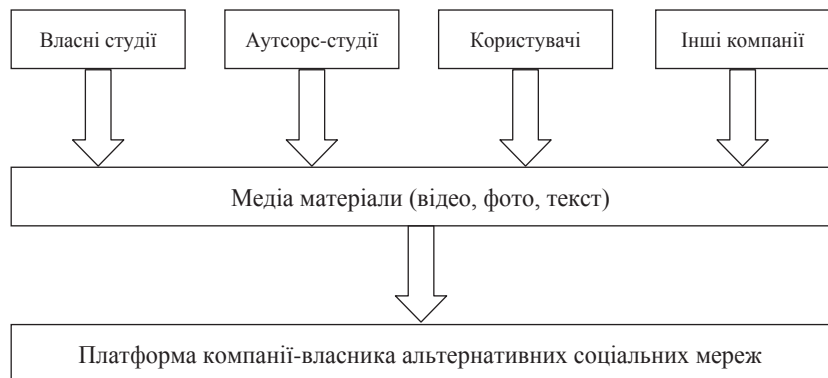 Власні студії
Аутсорс-студії
Користувачі
Інші компанії
Медіа матеріали (відео, фото, текст)
Платформа компанії-власника альтернативних соціальних мереж